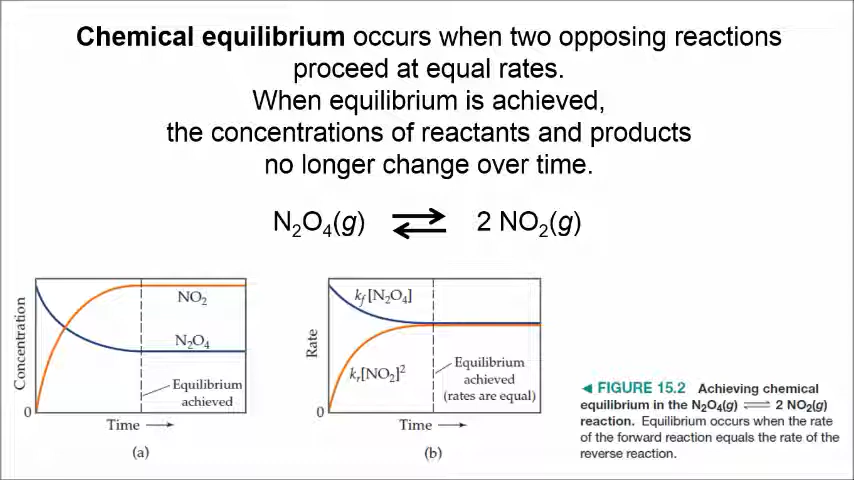 Chemical equilibrium occurs when two opposing reactions
proceed at equal rates.
When equilibrium is achieved,
the concentrations of reactants and products
no longer change over time.
N₂O₄(g) ⇄ 2 NO₂(g)
Concentration
NO₂
N₂O₄
Equilibrium
achieved
0
Time →
(a)
Rate
k_f[N₂O₄]
k_r[NO₂]²
Equilibrium
achieved
(rates are equal)
0
Time →
(b)
◀ FIGURE 15.2 Achieving chemical
equilibrium in the N₂O₄(g) ⇌ 2 NO₂(g)
reaction. Equilibrium occurs when the rate
of the forward reaction equals the rate of the
reverse reaction.